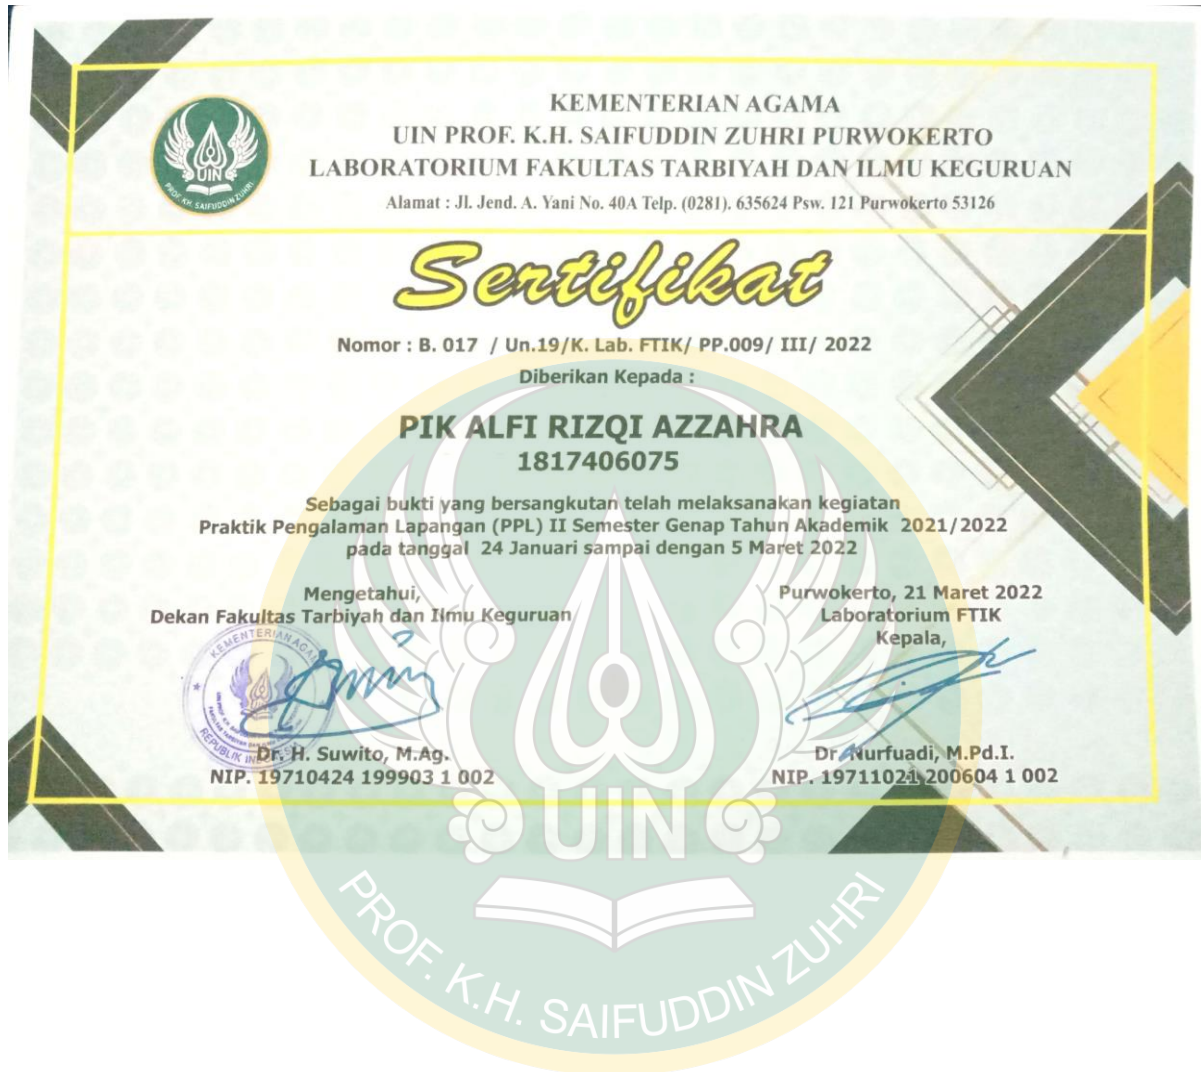 KEMENTERIAN AGAMA
UIN PROF. K.H. SAIFUDDIN ZUHRI PURWOKERTO
LABORATORIUM FAKULTAS TARBIYAH DAN ILMU KEGURUAN
Alamat : Jl. Jend. A. Yani No. 40A Telp. (0281). 635624 Psw. 121 Purwokerto 53126
UIN
PROF. KH. SAIFUDDIN ZUHRI
Sertifikat
Nomor : B. 017 / Un.19/K. Lab. FTIK/ PP.009/ III/ 2022
Diberikan Kepada :
PIK ALFI RIZQI AZZAHRA
1817406075
Sebagai bukti yang bersangkutan telah melaksanakan kegiatan
Praktik Pengalaman Lapangan (PPL) II Semester Genap Tahun Akademik 2021/2022
pada tanggal 24 Januari sampai dengan 5 Maret 2022
Mengetahui,
Dekan Fakultas Tarbiyah dan Ilmu Keguruan
KEMENTERIAN AGAMA
REPUBLIK INDONESIA
Dr. H. Suwito, M.Ag.
NIP. 19710424 199903 1 002
Purwokerto, 21 Maret 2022
Laboratorium FTIK
Kepala,
Dr. Nurfuadi, M.Pd.I.
NIP. 19711021 200604 1 002
UIN
PROF. K.H. SAIFUDDIN ZUHRI